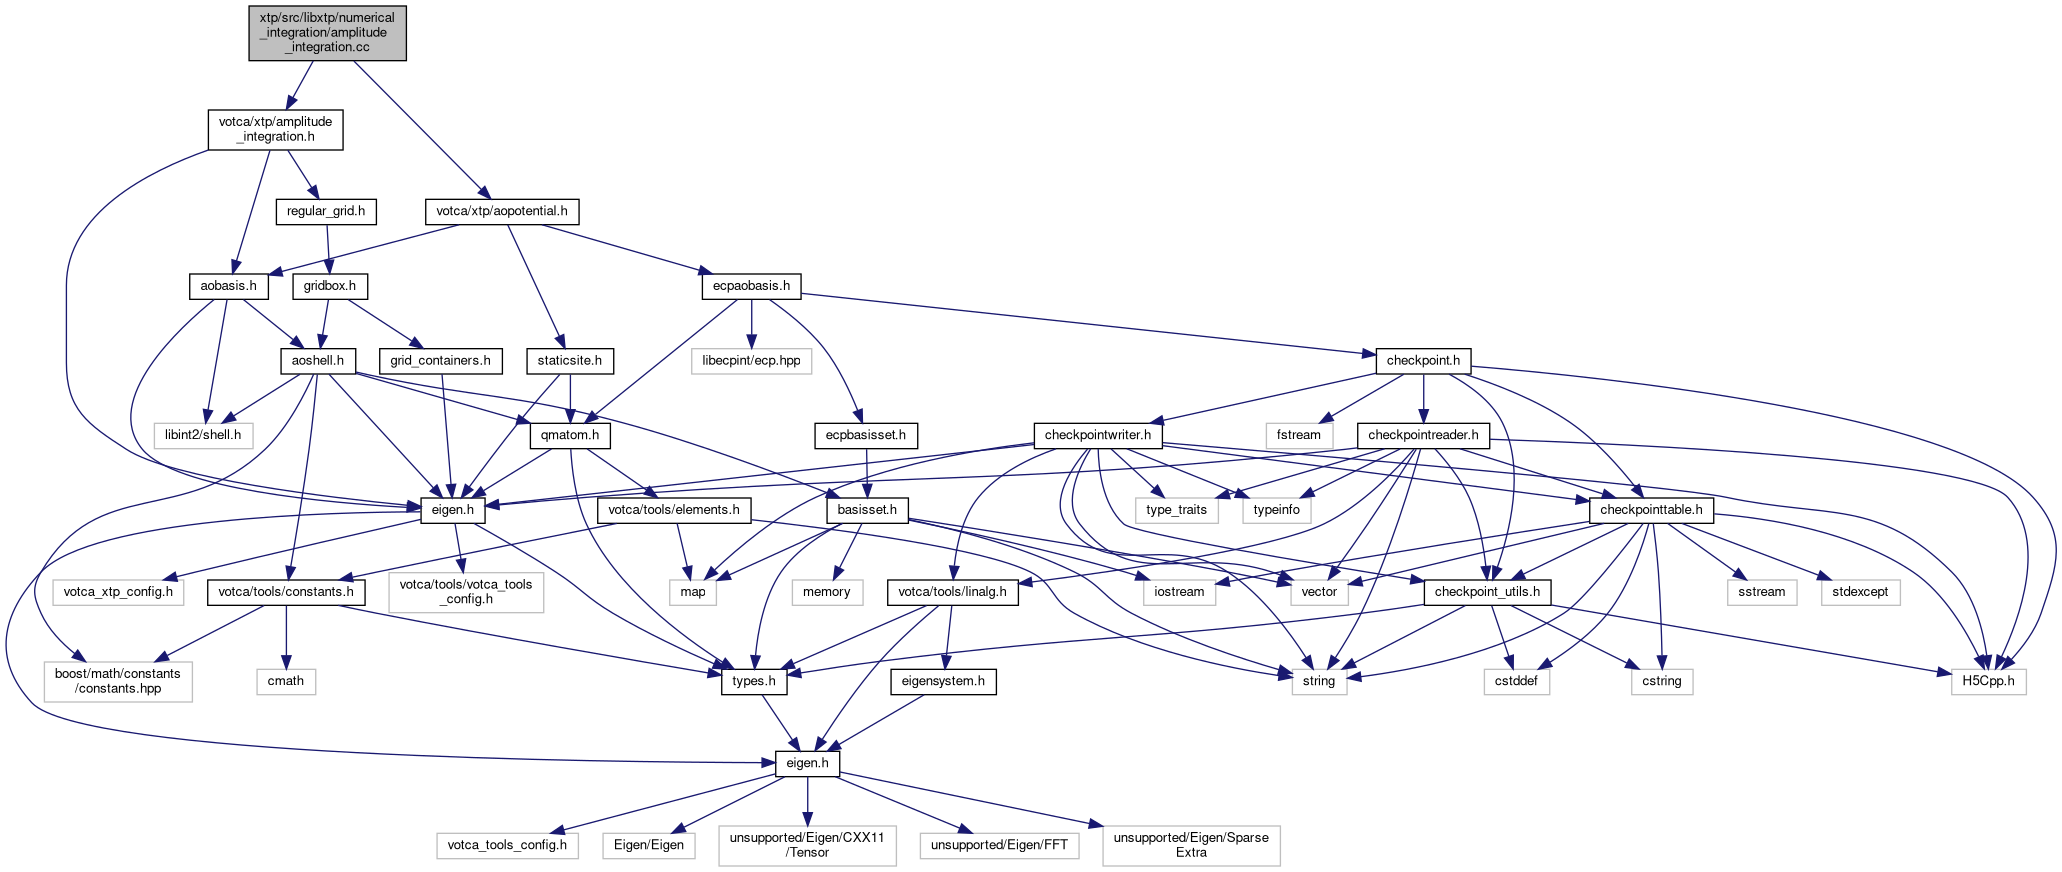 xtp/src/libxtp/numerical
_integration/amplitude
_integration.cc
votca/xtp/amplitude
_integration.h
regular_grid.h
votca/xtp/aopotential.h
aobasis.h
gridbox.h
ecpaobasis.h
aoshell.h
grid_containers.h
staticsite.h
libecpint/ecp.hpp
checkpoint.h
libint2/shell.h
qmatom.h
ecpbasisset.h
checkpointwriter.h
fstream
checkpointreader.h
eigen.h
votca/tools/elements.h
basisset.h
type_traits
typeinfo
checkpointtable.h
votca_xtp_config.h
votca/tools/constants.h
votca/tools/votca_tools
_config.h
map
memory
votca/tools/linalg.h
iostream
vector
checkpoint_utils.h
sstream
stdexcept
boost/math/constants
/constants.hpp
cmath
types.h
eigensystem.h
string
cstddef
cstring
H5Cpp.h
eigen.h
votca_tools_config.h
Eigen/Eigen
unsupported/Eigen/CXX11
/Tensor
unsupported/Eigen/FFT
unsupported/Eigen/Sparse
Extra